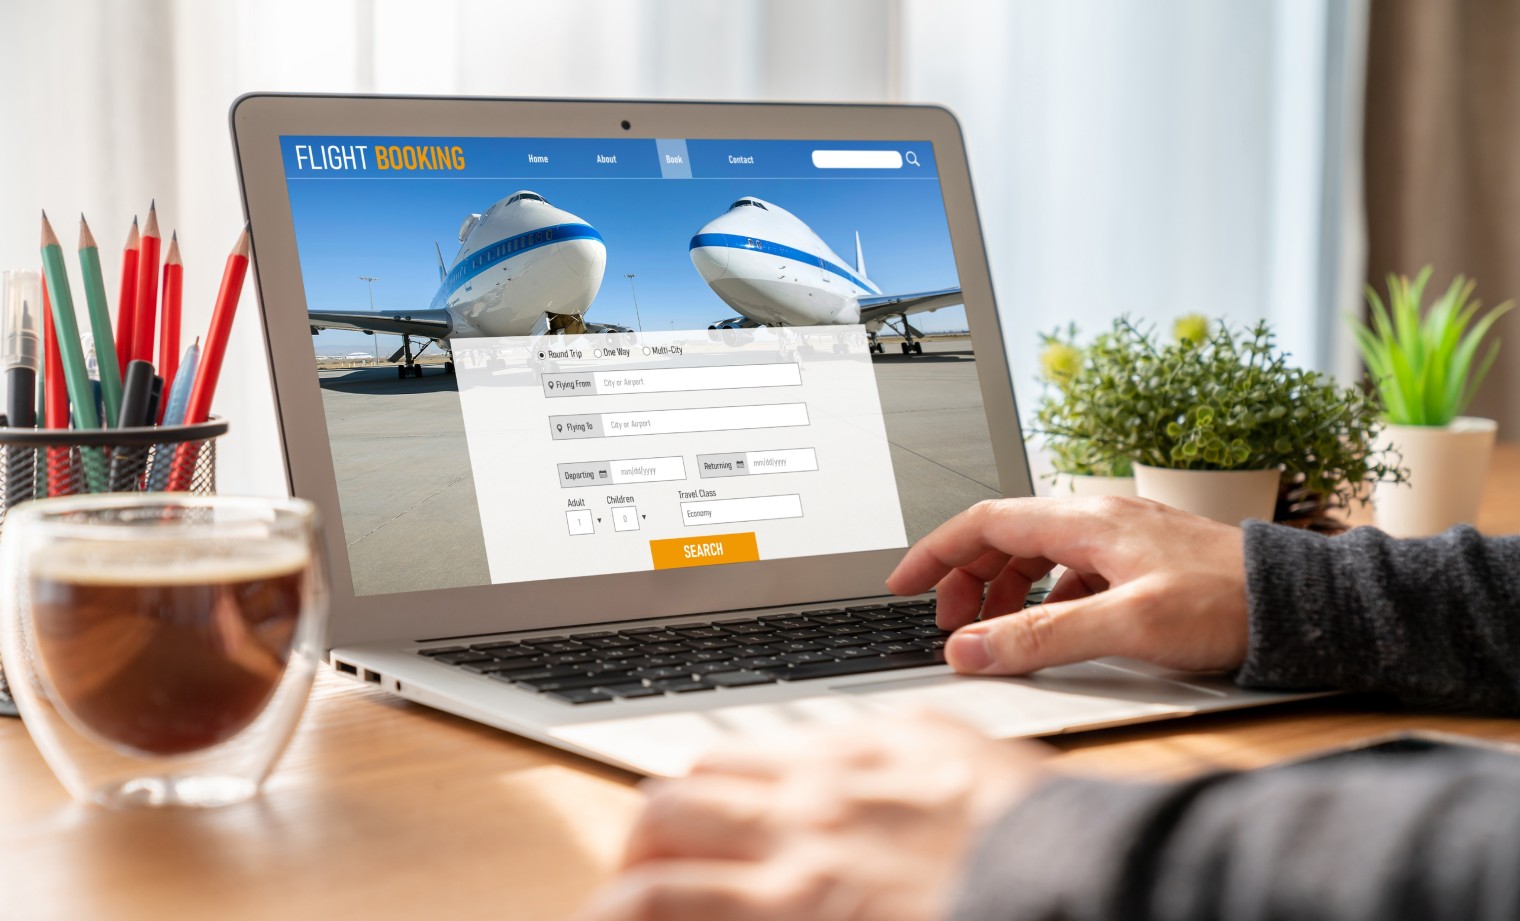 FLIGHT BOOKING
Home About Book Contact
Round Trip One Way Multi-City
Flying From City or Airport
Flying To City or Airport
Departing mm/dd/yyyy Returning mm/dd/yyyy
Adult Children Travel Class
1 0 Economy
SEARCH